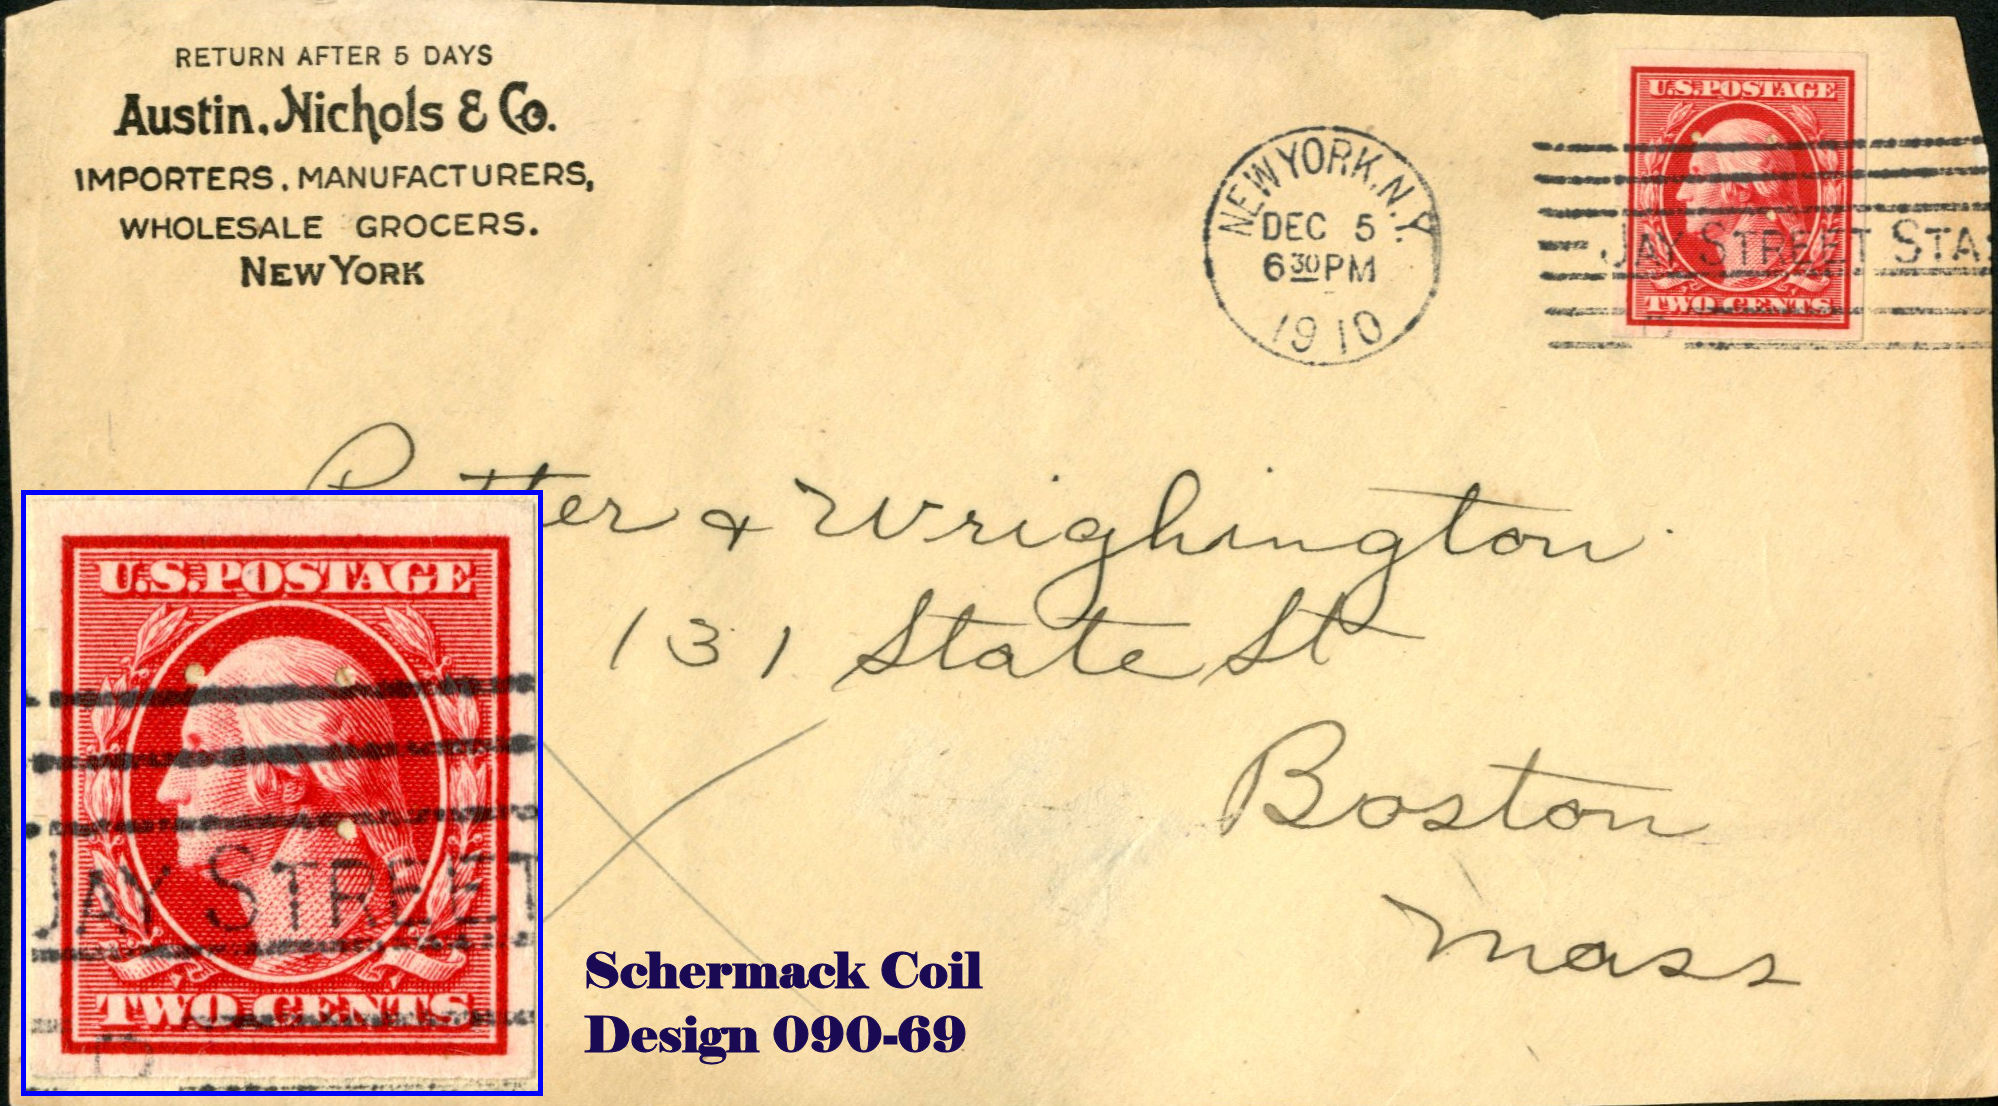 RETURN AFTER 5 DAYS
Austin, Nichols & Co.
IMPORTERS, MANUFACTURERS,
WHOLESALE GROCERS.
NEW YORK
NEW YORK, N.Y.
DEC 5
6 30 PM
1910
U.S. POSTAGE
JAY STREET STA.
TWO CENTS
D
& Wrighington
131 State St
Boston
Mass
U.S. POSTAGE
JAY STREET
TWO CENTS
D
Schermack Coil
Design 090-69